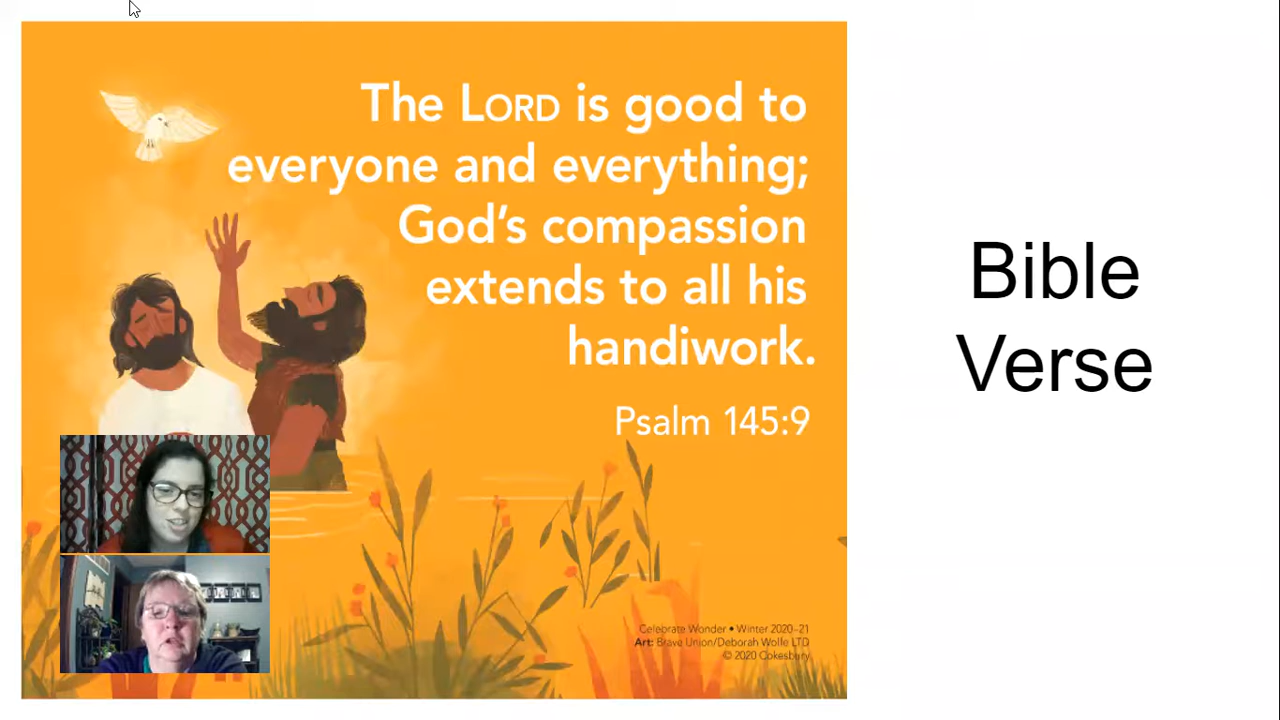 The LORD is good to
everyone and everything;
God's compassion
extends to all his
handiwork.
Psalm 145:9
Bible
Verse
Celebrate Wonder • Winter 2020–21
Art: Brave Union/Deborah Wolfe LTD
© 2020 Cokesbury